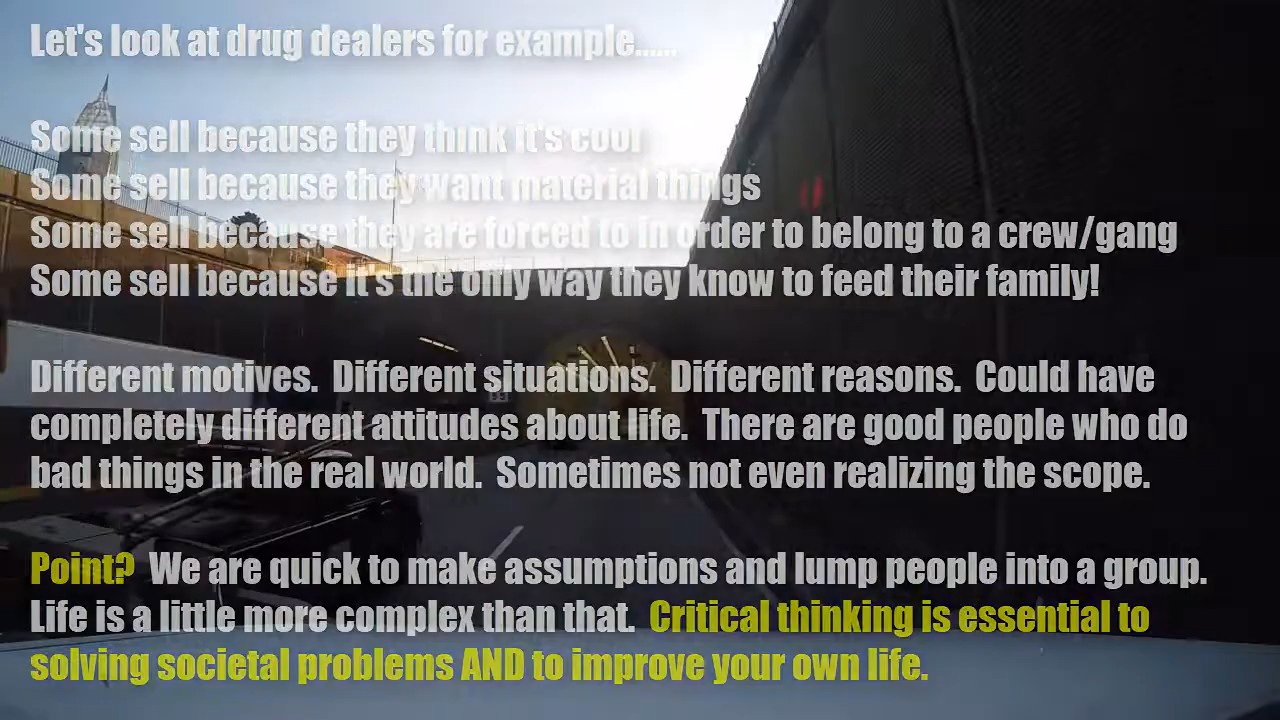 Let's look at drug dealers for example......
Some sell because they think it's cool
Some sell because they want material things
Some sell because they are forced to in order to belong to a crew/gang
Some sell because it's the only way they know to feed their family!
Different motives.  Different situations.  Different reasons.  Could have
completely different attitudes about life.  There are good people who do
bad things in the real world.  Sometimes not even realizing the scope.
Point?  We are quick to make assumptions and lump people into a group.
Life is a little more complex than that.  Critical thinking is essential to
solving societal problems AND to improve your own life.